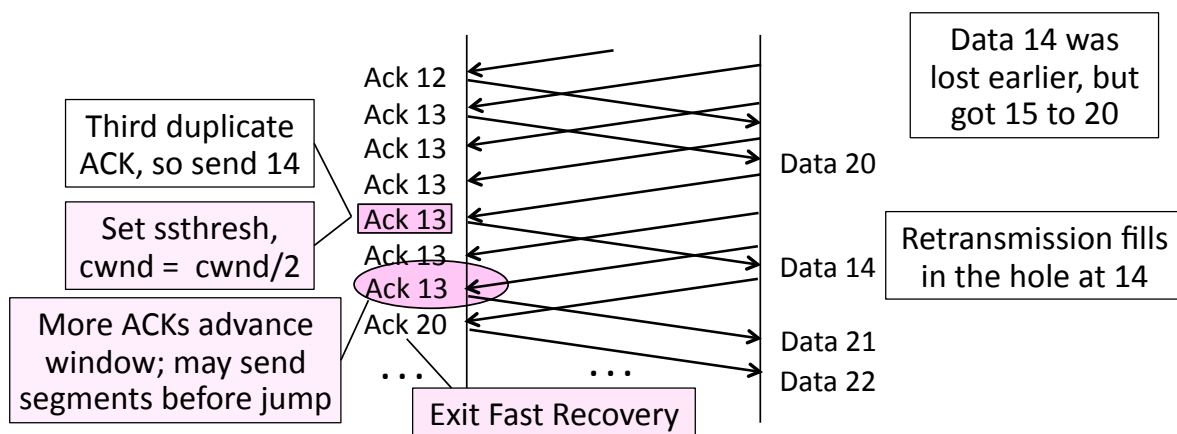 Third duplicate
ACK, so send 14
Set ssthresh,
cwnd = cwnd/2
More ACKs advance
window; may send
segments before jump
Ack 12
Ack 13
Ack 13
Ack 13
Ack 13
Ack 13
Ack 13
Ack 20
. . .
. . .
Exit Fast Recovery
Data 20
Data 14
Data 21
Data 22
Data 14 was
lost earlier, but
got 15 to 20
Retransmission fills
in the hole at 14